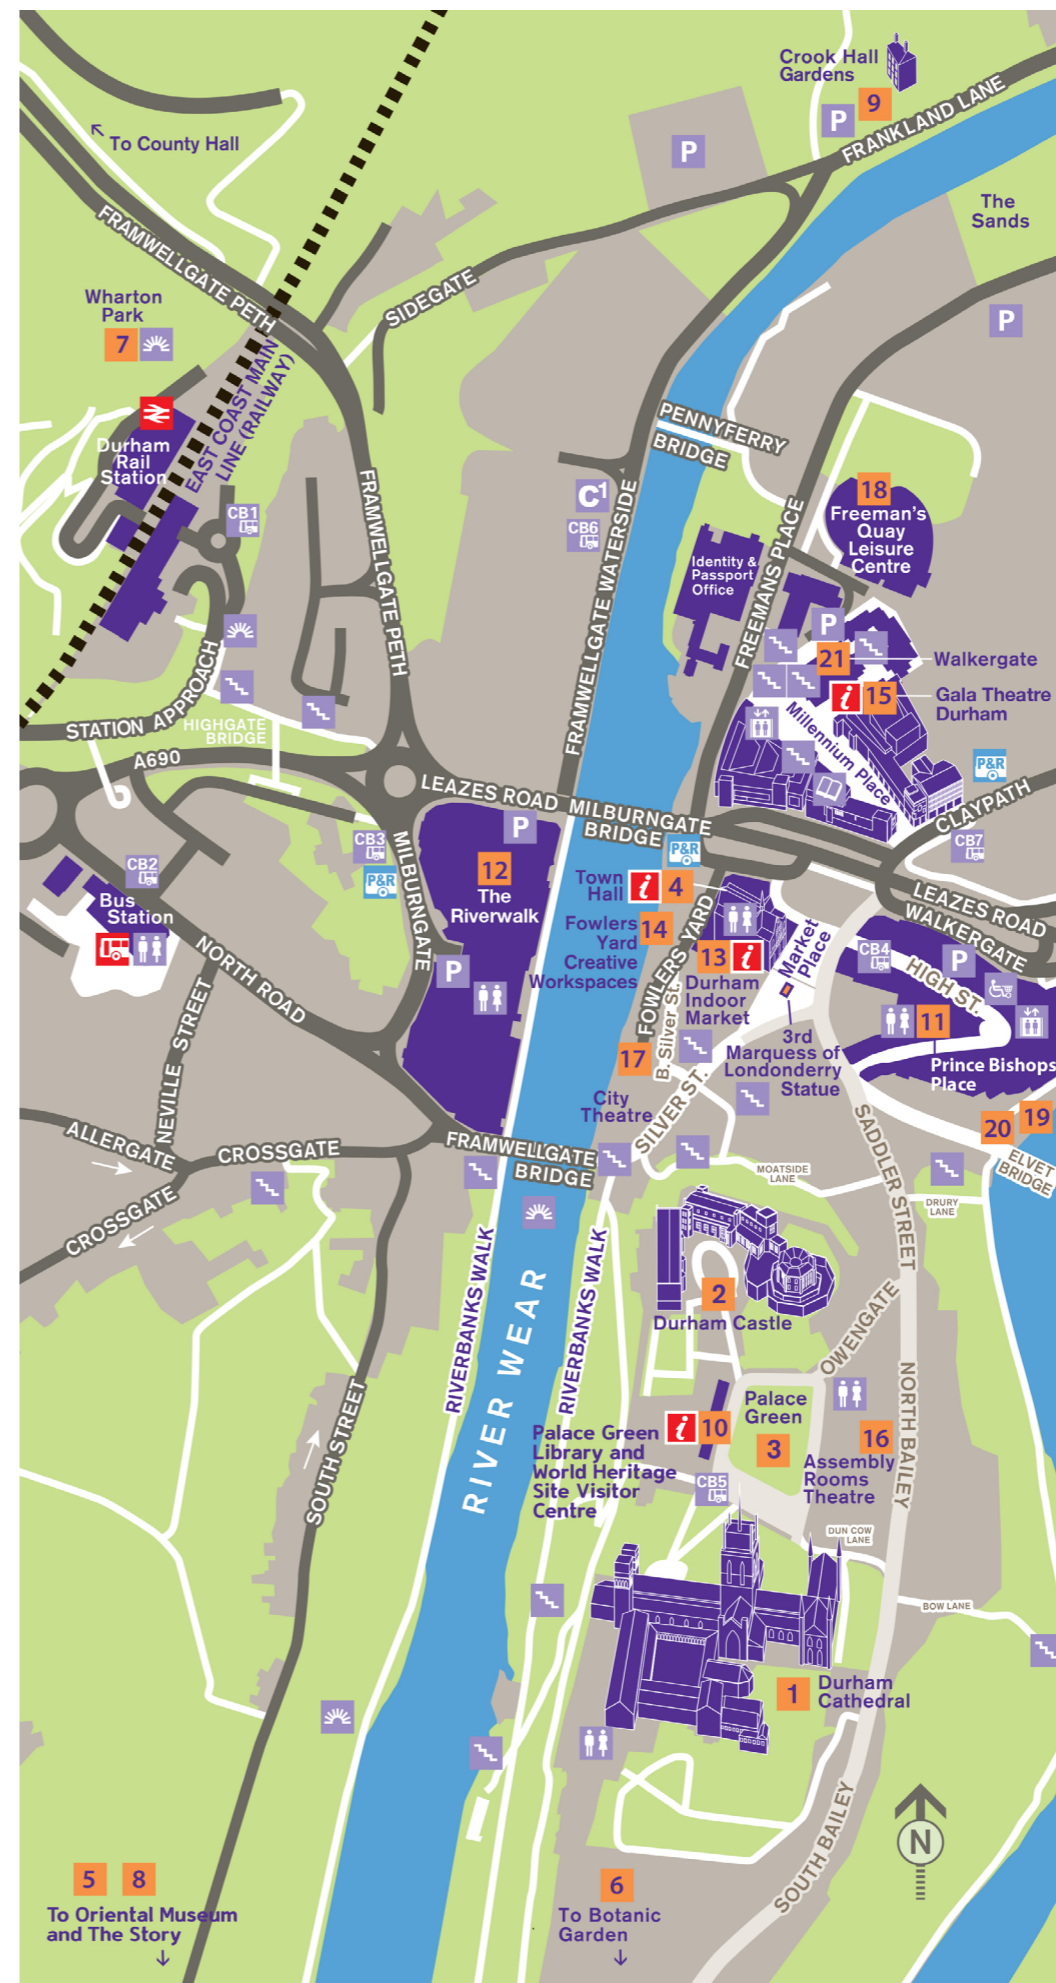 Crook Hall
Gardens
9
P
FRANKLAND LANE
To County Hall
P
The
Sands
FRAMWELLGATE PETH
SIDEGATE
Wharton
Park
7
P
EAST COAST MAIN
LINE (RAILWAY)
Durham
Rail
Station
PENNYFERRY
BRIDGE
CB1
C1
CB6
FRAMWELLGATE PETH
FRAMWELLGATE WATERSIDE
18
Freeman's
Quay
Leisure
Centre
Identity &
Passport
Office
FREEMANS PLACE
P
21
Walkergate
i
15
Gala Theatre
Durham
STATION APPROACH
HIGHGATE
BRIDGE
Millennium Place
A690
P&R
LEAZES ROAD
MILBURNGATE
BRIDGE
CLAYPATH
CB7
P
CB3
P&R
MILBURNGATE
12
The
Riverwalk
P&R
CB2
Bus
Station
Town
Hall
i
4
LEAZES ROAD
WALKERGATE
Fowlers
Yard
Creative
Workspaces
14
FOWLERS YARD
13
i
Durham
Indoor
Market
Market
Place
CB4
P
HIGH ST.
NORTH ROAD
P
B. Silver St.
11
Prince Bishops
Place
3rd
Marquess of
Londonderry
Statue
17
City
Theatre
SILVER ST.
NEVILLE STREET
20
19
ELVET
BRIDGE
ALLERGATE
CROSSGATE
FRAMWELLGATE
BRIDGE
SADDLER STREET
MOATSIDE
LANE
DRURY
LANE
CROSSGATE
RIVERBANKS WALK
RIVER WEAR
RIVERBANKS WALK
2
Durham Castle
OWENGATE
SOUTH STREET
NORTH BAILEY
Palace
Green
3
i
10
Palace Green
Library and
World Heritage
Site Visitor
Centre
16
Assembly
Rooms
Theatre
CB5
DUN COW
LANE
BOW LANE
1
Durham
Cathedral
SOUTH BAILEY
N
5
8
To Oriental Museum
and The Story
6
To Botanic
Garden